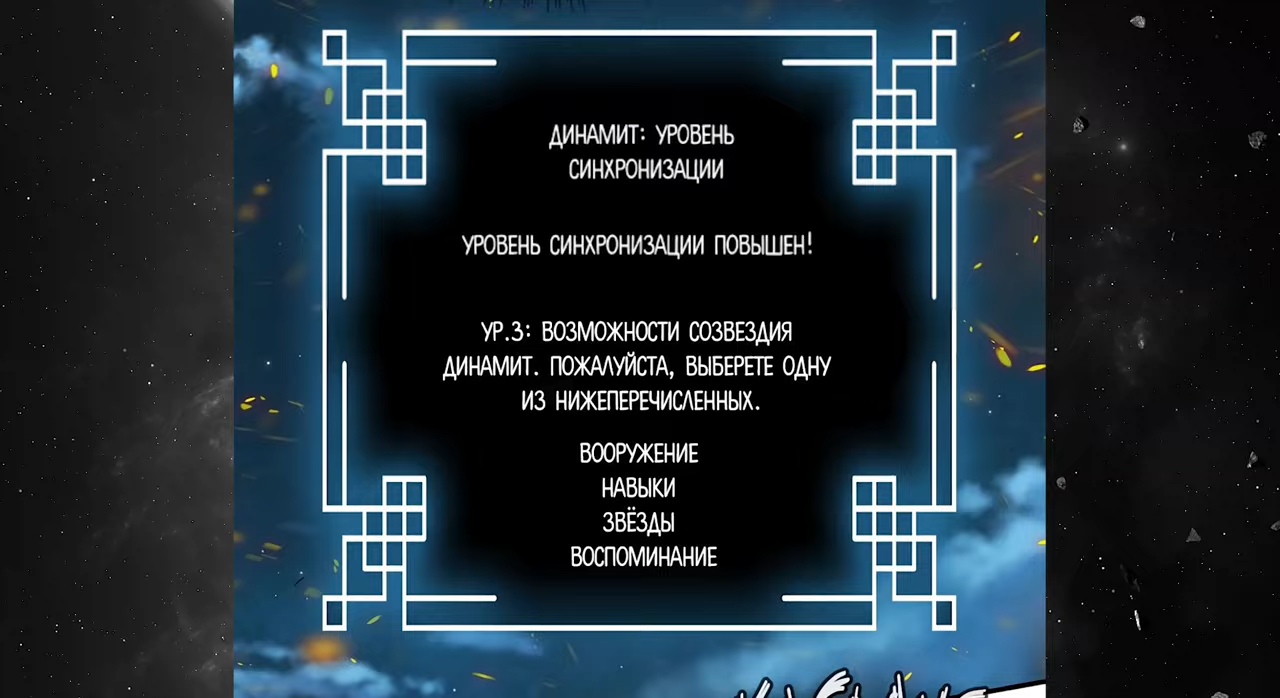 ДИНАМИТ: УРОВЕНЬ
СИНХРОНИЗАЦИИ
УРОВЕНЬ СИНХРОНИЗАЦИИ ПОВЫШЕН!
УР.3: ВОЗМОЖНОСТИ СОЗВЕЗДИЯ
ДИНАМИТ. ПОЖАЛУЙСТА, ВЫБЕРЕТЕ ОДНУ
ИЗ НИЖЕПЕРЕЧИСЛЕННЫХ.
ВООРУЖЕНИЕ
НАВЫКИ
ЗВЁЗДЫ
ВОСПОМИНАНИЕ